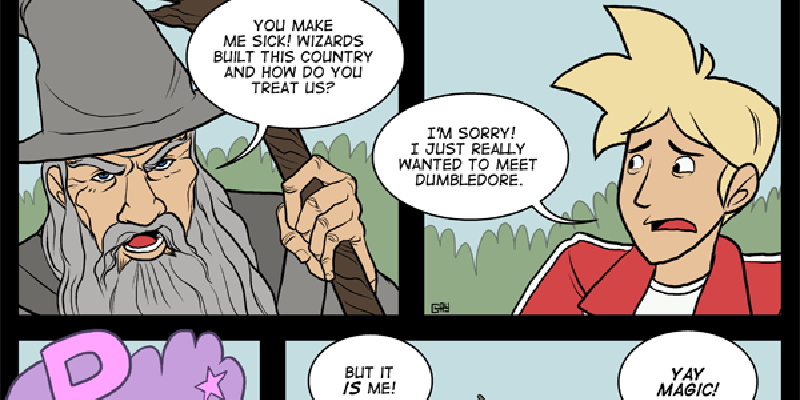 YOU MAKE
ME SICK! WIZARDS
BUILT THIS COUNTRY
AND HOW DO YOU
TREAT US?
I'M SORRY!
I JUST REALLY
WANTED TO MEET
DUMBLEDORE.
P
BUT IT
IS ME!
YAY
MAGIC!